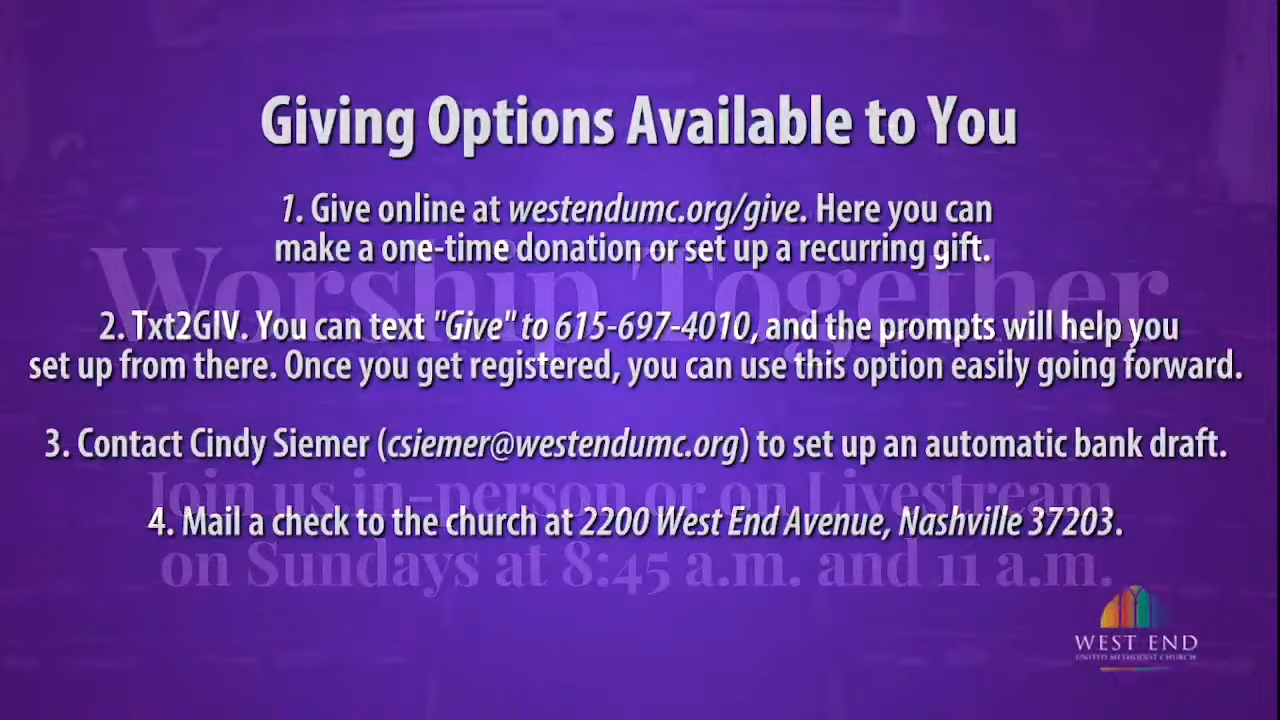 Giving Options Available to You
1. Give online at westendumc.org/give. Here you can
make a one-time donation or set up a recurring gift.
Worship Together
2. Txt2GIV. You can text "Give" to 615-697-4010, and the prompts will help you
set up from there. Once you get registered, you can use this option easily going forward.
3. Contact Cindy Siemer (csiemer@westendumc.org) to set up an automatic bank draft.
Join us in-person or on Livestream
4. Mail a check to the church at 2200 West End Avenue, Nashville 37203.
on Sundays at 8:45 a.m. and 11 a.m.
WEST END
UNITED METHODIST CHURCH